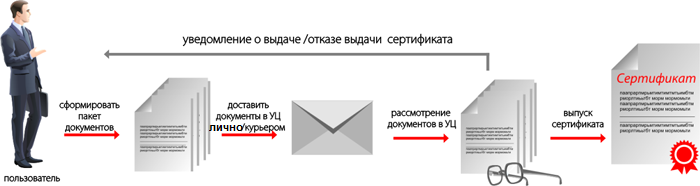 уведомление о выдаче /отказе выдачи сертификата
сформировать
пакет
документов
доставить
документы в УЦ
лично/курьером
рассмотрение
документов в УЦ
выпуск
сертификата
Сертификат
пользователь